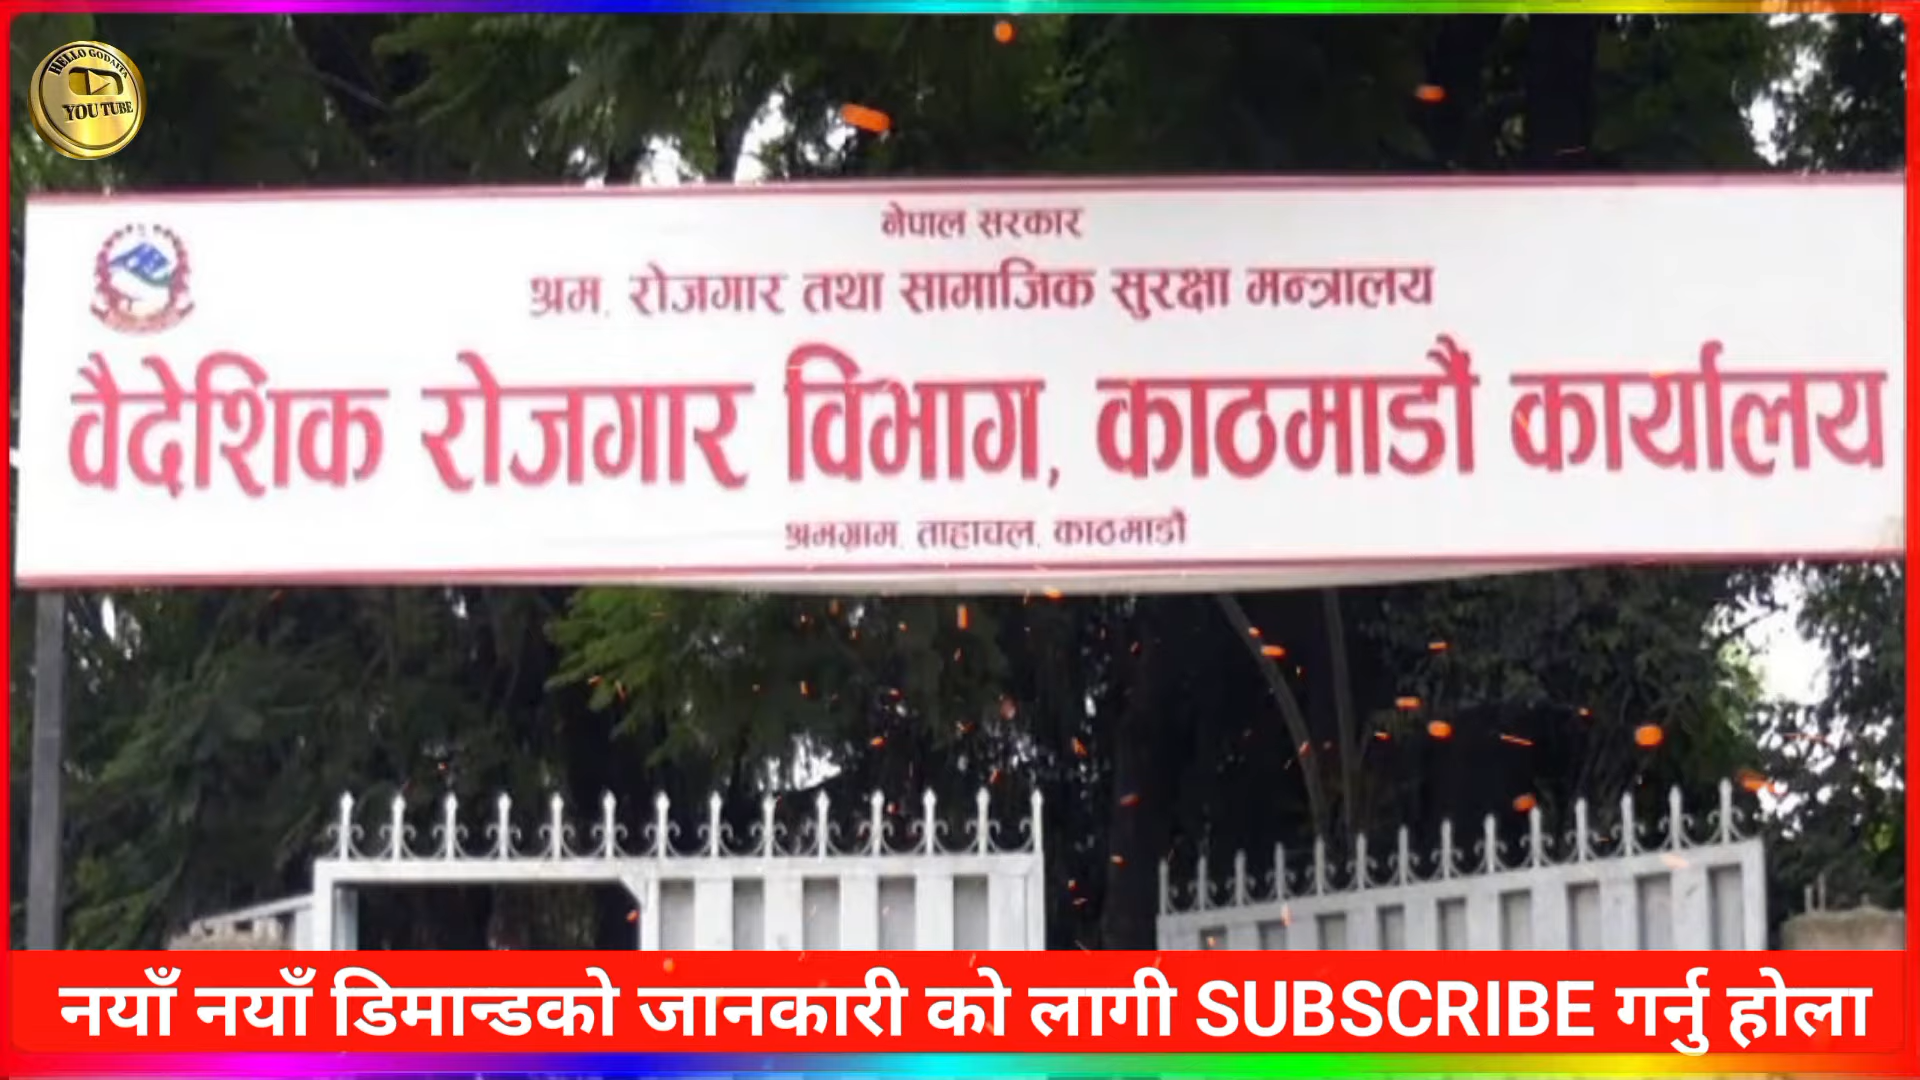 HELLO GODAITA
YOU TUBE
नेपाल सरकार
श्रम, रोजगार तथा सामाजिक सुरक्षा मन्त्रालय
वैदेशिक रोजगार विभाग, काठमाडौं कार्यालय
श्रमग्राम, ताहाचल, काठमाडौं
नयाँ नयाँ डिमान्डको जानकारी को लागी SUBSCRIBE गर्नु होला